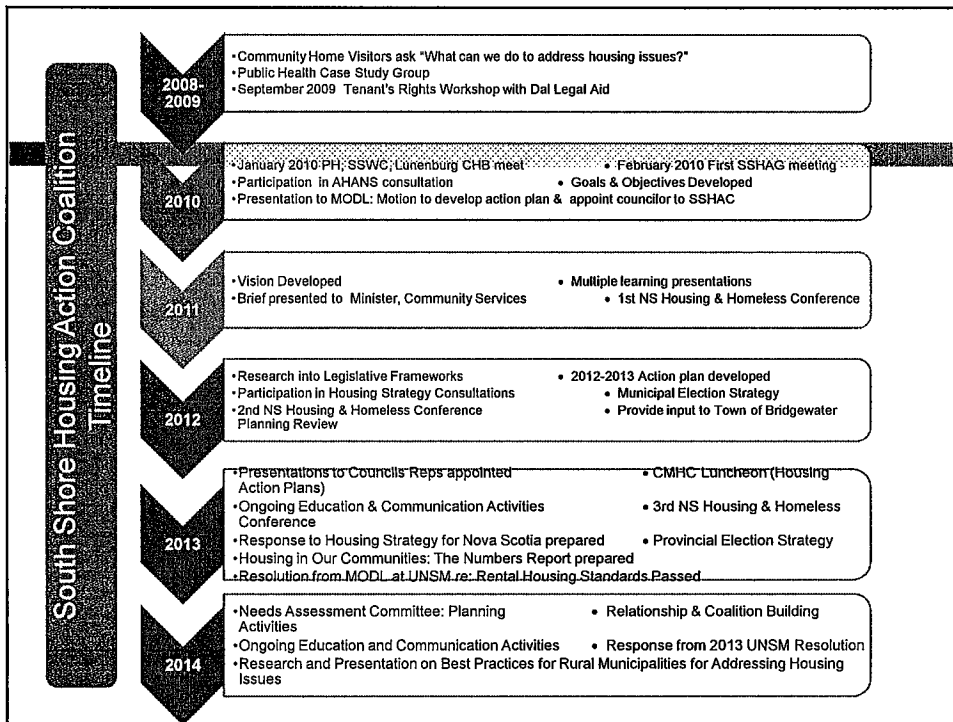 South Shore Housing Action Coalition
Timeline
2008-
2009
•Community Home Visitors ask "What can we do to address housing issues?"
•Public Health Case Study Group
•September 2009 Tenant's Rights Workshop with Dal Legal Aid
2010
•January 2010 PH, SSWC, Lunenburg CHB meet • February 2010 First SSHAG meeting
•Participation in AHANS consultation • Goals & Objectives Developed
•Presentation to MODL: Motion to develop action plan & appoint councilor to SSHAC
2011
•Vision Developed • Multiple learning presentations
•Brief presented to Minister, Community Services • 1st NS Housing & Homeless Conference
2012
•Research into Legislative Frameworks • 2012-2013 Action plan developed
•Participation in Housing Strategy Consultations • Municipal Election Strategy
•2nd NS Housing & Homeless Conference • Provide input to Town of Bridgewater
Planning Review
2013
•Presentations to Councils Reps appointed • CMHC Luncheon (Housing
Action Plans)
•Ongoing Education & Communication Activities • 3rd NS Housing & Homeless
Conference
•Response to Housing Strategy for Nova Scotia prepared • Provincial Election Strategy
•Housing in Our Communities: The Numbers Report prepared
•Resolution from MODL at UNSM re: Rental Housing Standards Passed
2014
•Needs Assessment Committee: Planning • Relationship & Coalition Building
Activities
•Ongoing Education and Communication Activities • Response from 2013 UNSM Resolution
•Research and Presentation on Best Practices for Rural Municipalities for Addressing Housing
Issues